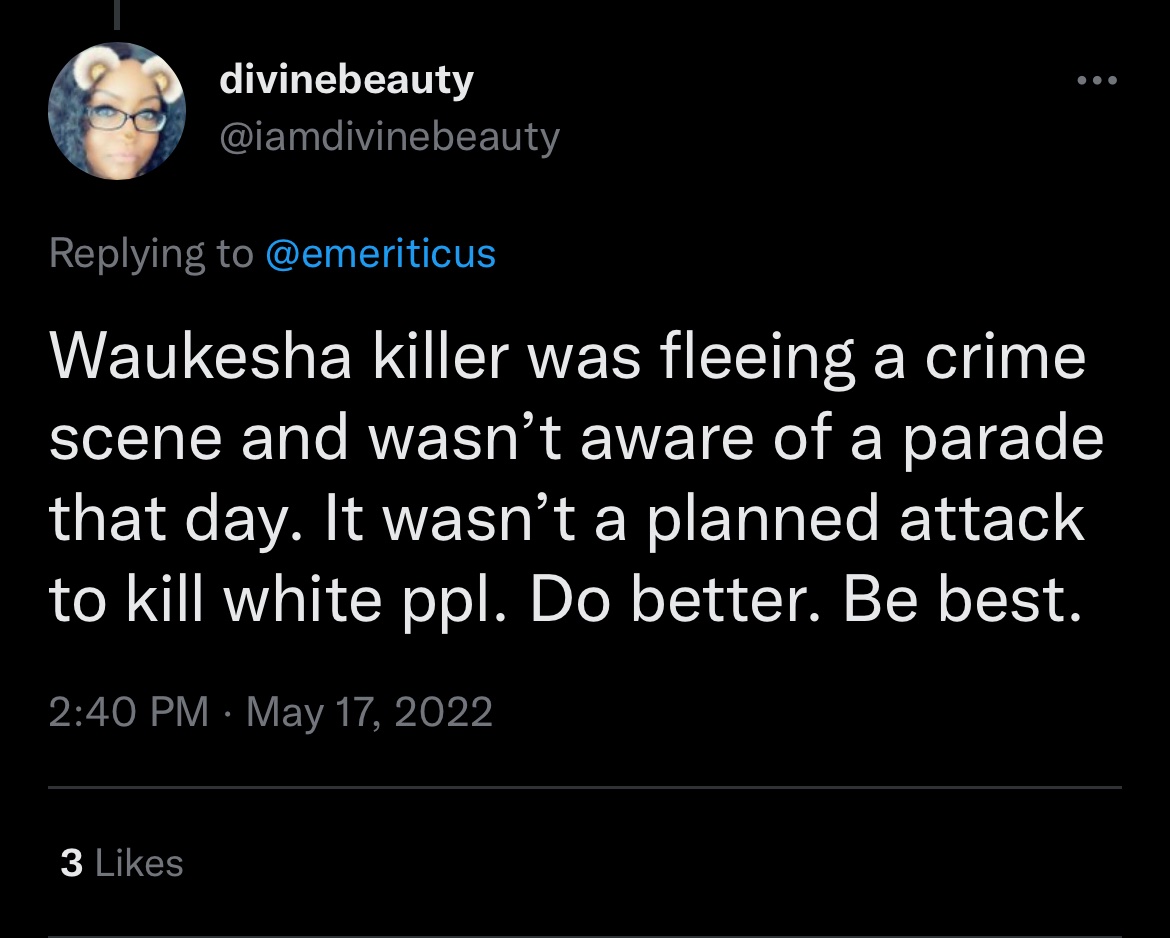 divinebeauty
@iamdivinebeauty
Replying to @emeriticus
Waukesha killer was fleeing a crime
scene and wasn’t aware of a parade
that day. It wasn’t a planned attack
to kill white ppl. Do better. Be best.
2:40 PM · May 17, 2022
3 Likes